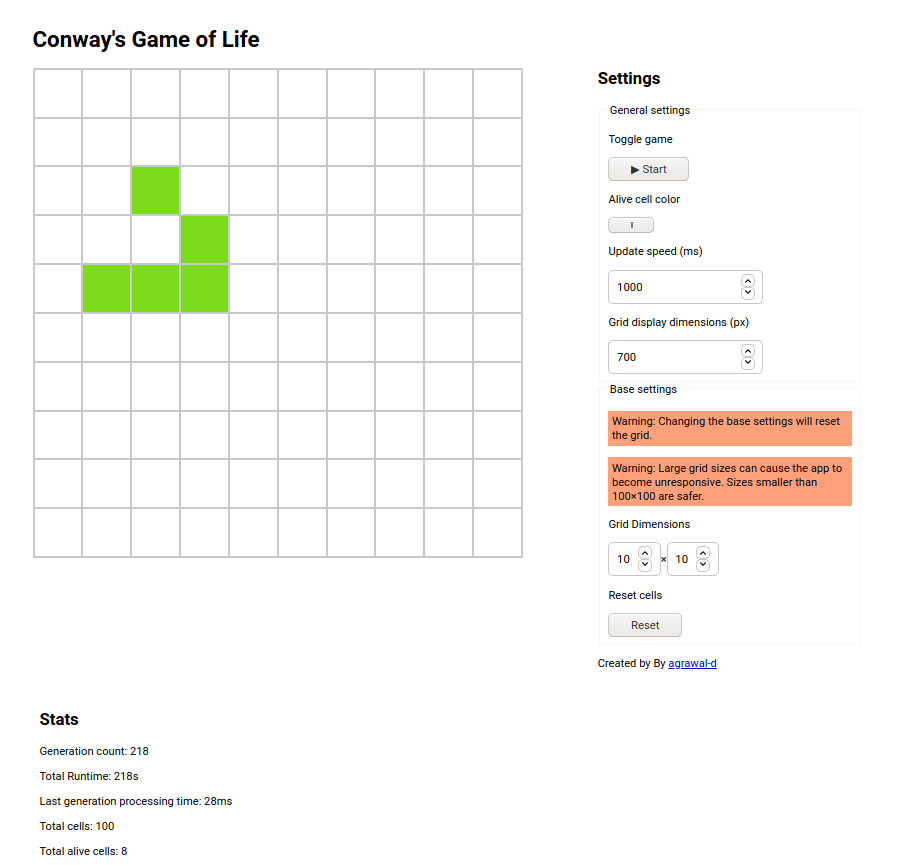 Conway's Game of Life
Settings
General settings
Toggle game
▶ Start
Alive cell color
Update speed (ms)
1000
Grid display dimensions (px)
700
Base settings
Warning: Changing the base settings will reset
the grid.
Warning: Large grid sizes can cause the app to
become unresponsive. Sizes smaller than
100×100 are safer.
Grid Dimensions
10 × 10
Reset cells
Reset
Created by By agrawal-d
Stats
Generation count: 218
Total Runtime: 218s
Last generation processing time: 28ms
Total cells: 100
Total alive cells: 8